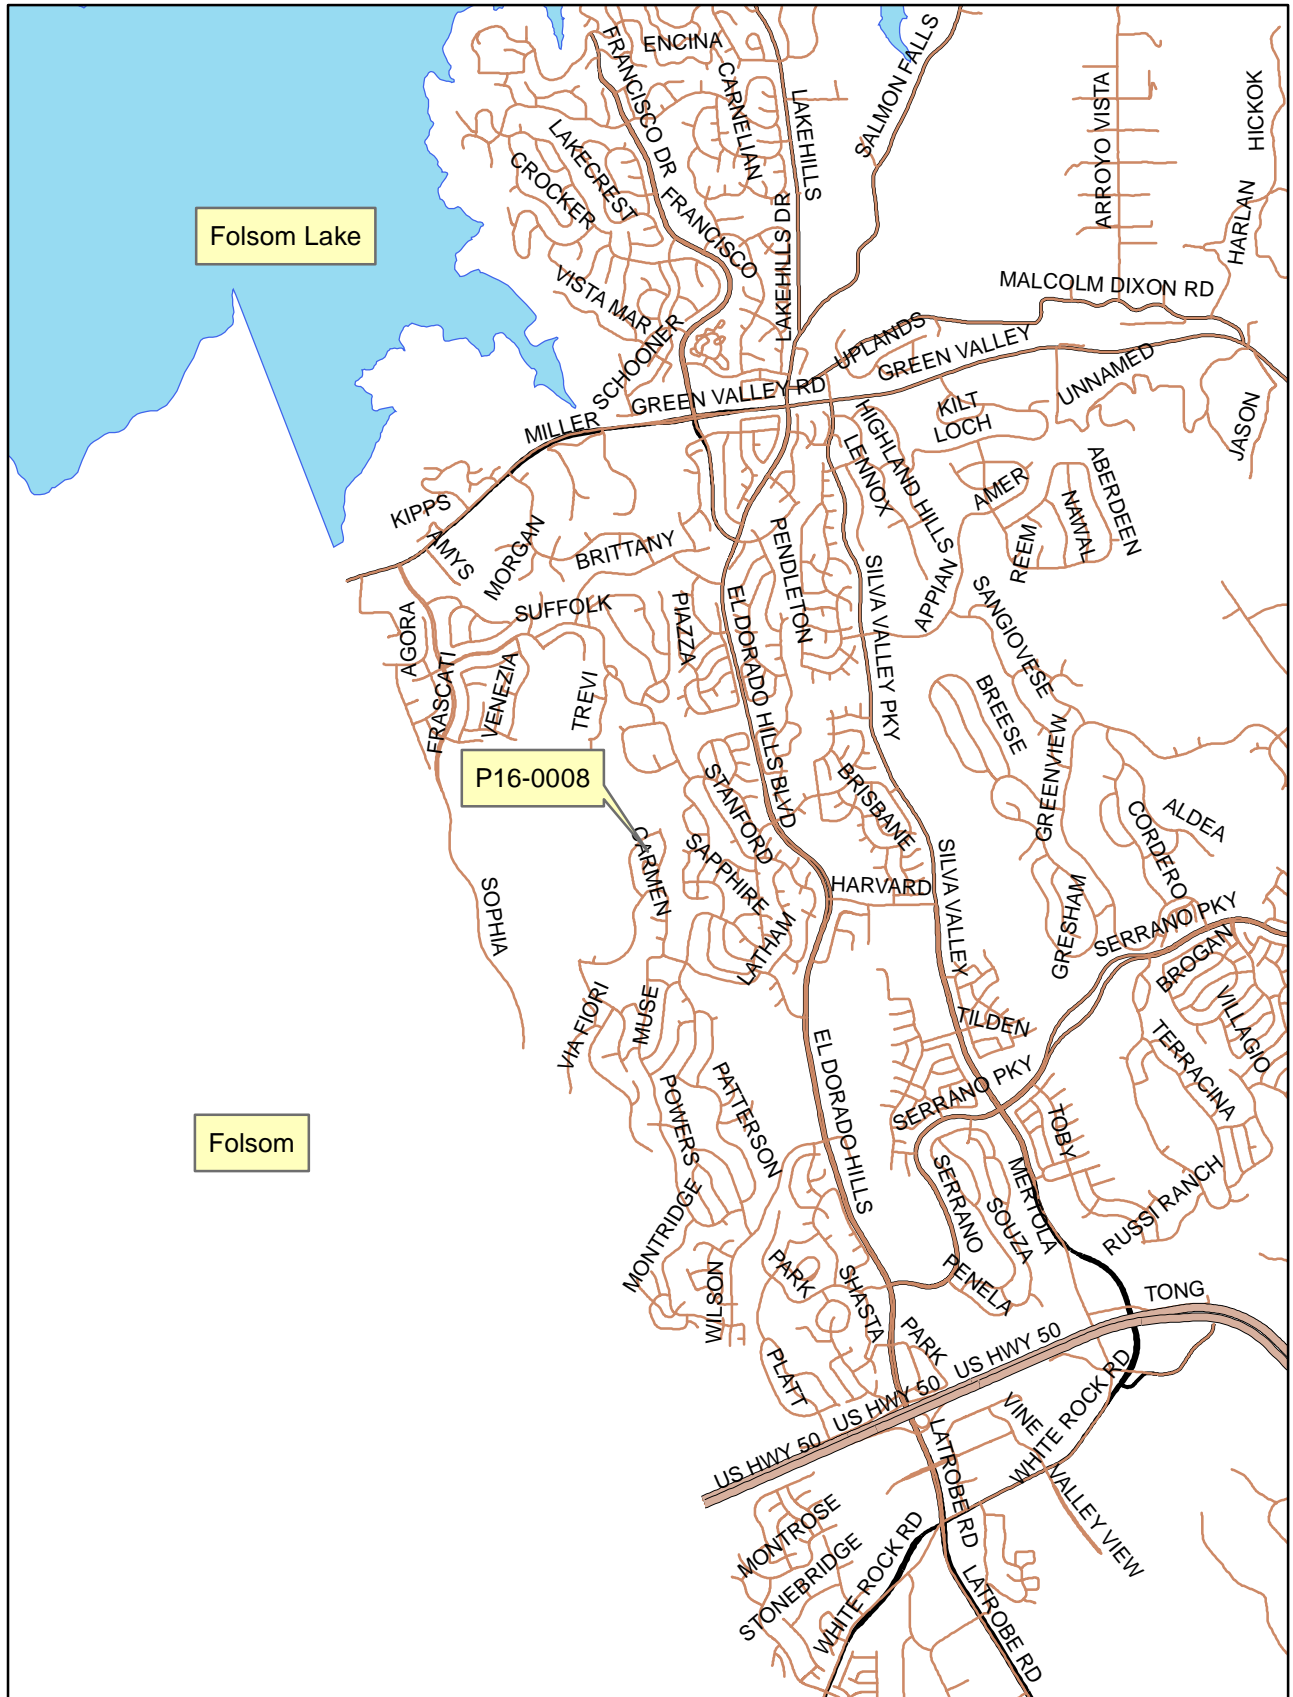 ENCINA
FRANCISCO DR
CARNELIAN
LAKEHILLS
SALMON FALLS
ARROYO VISTA
HICKOK
LAKECREST
CROCKER
FRANCISCO
LAKEHILLS DR
HARLAN
Folsom Lake
VISTA MAR
SCHOONER
MALCOLM DIXON RD
UPLANDS
GREEN VALLEY
UNNAMED
GREEN VALLEY RD
MILLER
KILT
LOCH
HIGHLAND HILLS
LENNOX
JASON
AMER
ABERDEEN
NAWAL
REEM
KIPPS
AMYS
MORGAN
BRITTANY
PENDLETON
SILVA VALLEY PKY
APPIAN
SANGIOVESE
SUFFOLK
PIAZZA
EL DORADO HILLS BLVD
AGORA
FRASCATI
VENEZIA
TREVI
BREESE
GREENVIEW
P16-0008
STANFORD
BRISBANE
CORDERO
ALDEA
CARMEN
SAPPHIRE
HARVARD
SILVA VALLEY
GRESHAM
SERRANO PKY
SOPHIA
LATHAM
BROGAN
VILLAGIO
VIA FIORI
MUSE
TILDEN
TERRACINA
EL DORADO HILLS
SERRANO PKY
POWERS
PATTERSON
TOBY
Folsom
MONTRIDGE
SERRANO
SOUZA
MERTOLA
RUSSI RANCH
WILSON
PARK
SHASTA
PENELA
TONG
PARK
US HWY 50
PLATT
US HWY 50
US HWY 50
VINE
WHITE ROCK RD
LATROBE RD
VALLEY VIEW
MONTROSE
STONEBRIDGE
WHITE ROCK RD
LATROBE RD